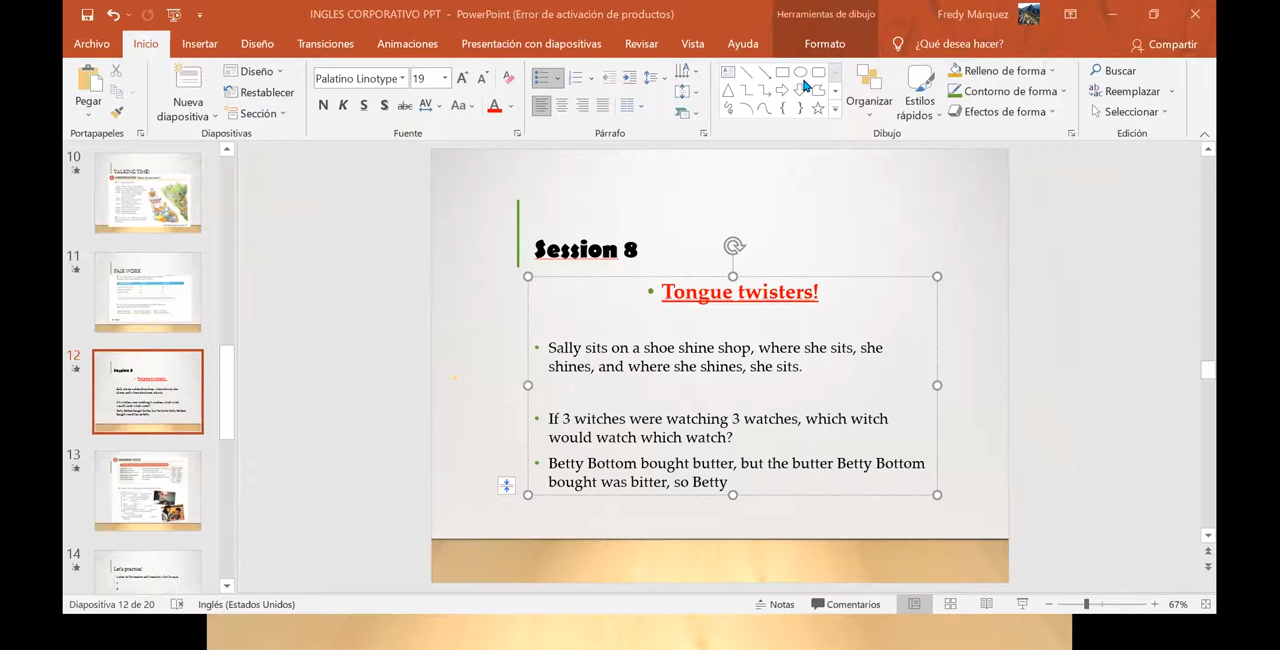 INGLES CORPORATIVO PPT - PowerPoint (Error de activación de productos)
Herramientas de dibujo
Fredy Márquez
Archivo Inicio Insertar Diseño Transiciones Animaciones Presentación con diapositivas Revisar Vista Ayuda Formato ¿Qué desea hacer? Compartir
Pegar
Nueva diapositiva
Diseño
Restablecer
Sección
Palatino Linotype 19
N K S S abc AV Aa A
Organizar
Estilos rápidos
Relleno de forma
Contorno de forma
Efectos de forma
Buscar
Reemplazar
Seleccionar
Portapapeles Diapositivas Fuente Párrafo Dibujo Edición
10
TALKING TIME!
11
PAIR WORK
12
Session 8
Tongue twisters!
13
14
Let's practice!
Session 8
Tongue twisters!
Sally sits on a shoe shine shop, where she sits, she
shines, and where she shines, she sits.
If 3 witches were watching 3 watches, which witch
would watch which watch?
Betty Bottom bought butter, but the butter Betty Bottom
bought was bitter, so Betty
Diapositiva 12 de 20 Inglés (Estados Unidos) Notas Comentarios 67%